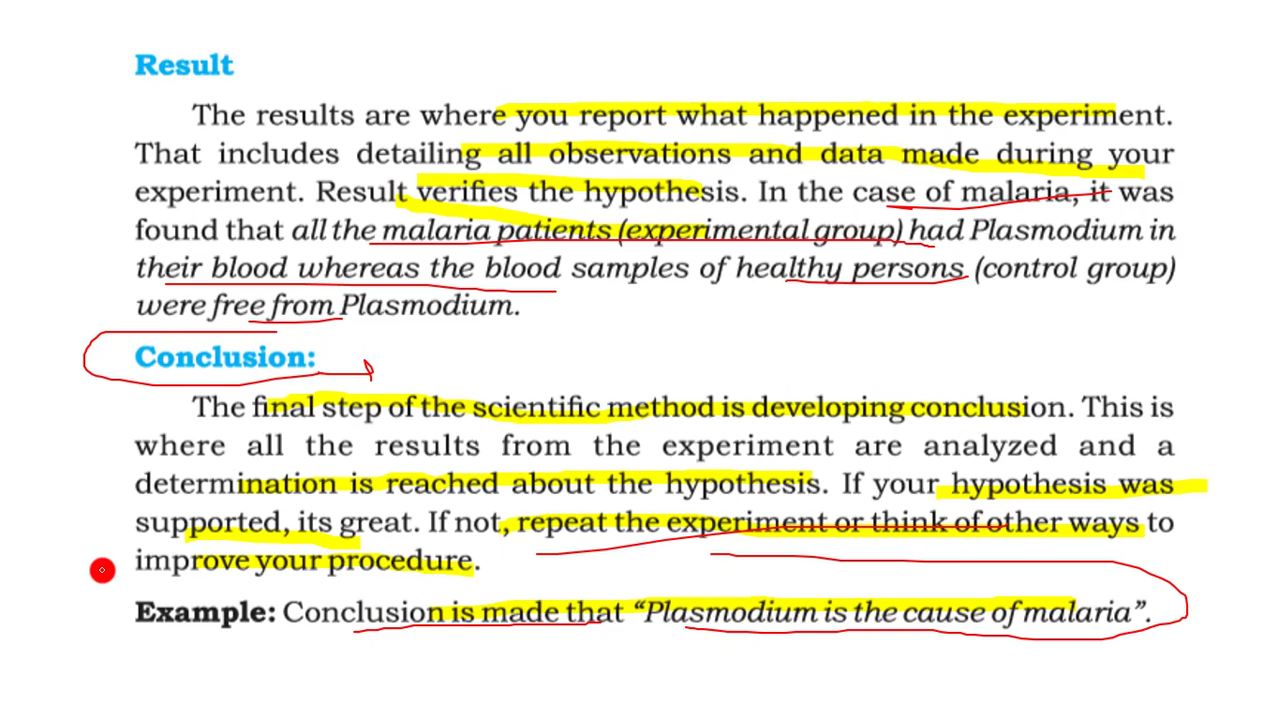 Result
The results are where you report what happened in the experiment.
That includes detailing all observations and data made during your
experiment. Result verifies the hypothesis. In the case of malaria, it was
found that all the malaria patients (experimental group) had Plasmodium in
their blood whereas the blood samples of healthy persons (control group)
were free from Plasmodium.
Conclusion:
The final step of the scientific method is developing conclusion. This is
where all the results from the experiment are analyzed and a
determination is reached about the hypothesis. If your hypothesis was
supported, its great. If not, repeat the experiment or think of other ways to
improve your procedure.
Example: Conclusion is made that “Plasmodium is the cause of malaria”.